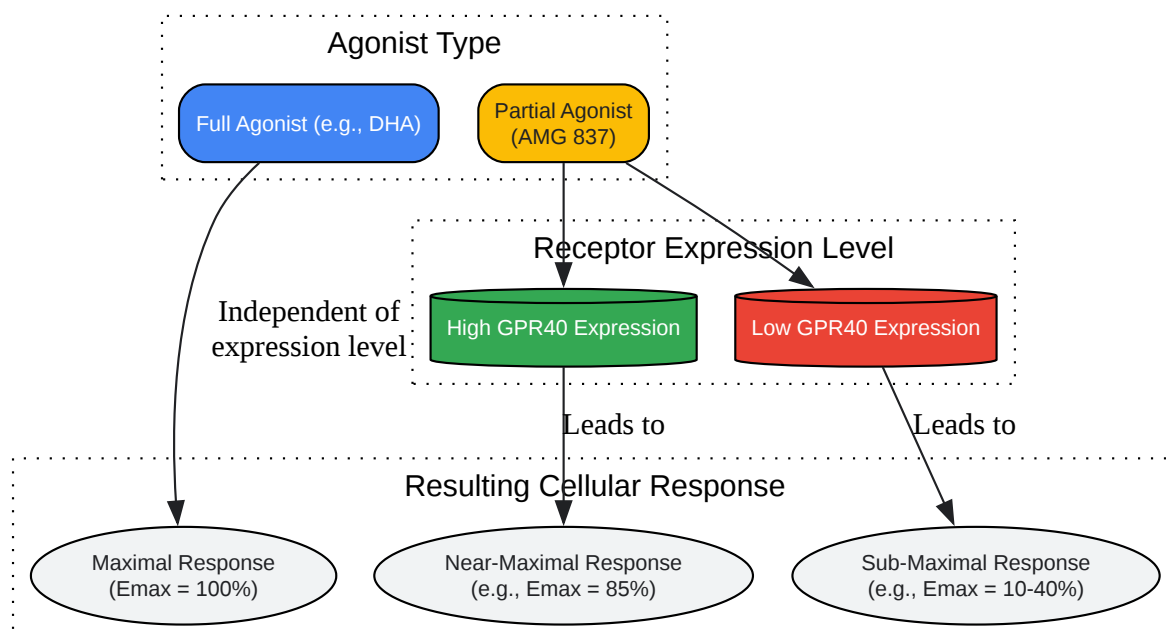 Agonist Type
Full Agonist (e.g., DHA)
Partial Agonist
(AMG 837)
Receptor Expression Level
Independent of
expression level
High GPR40 Expression
Low GPR40 Expression
Leads to
Leads to
Resulting Cellular Response
Maximal Response
(Emax = 100%)
Near-Maximal Response
(e.g., Emax = 85%)
Sub-Maximal Response
(e.g., Emax = 10-40%)